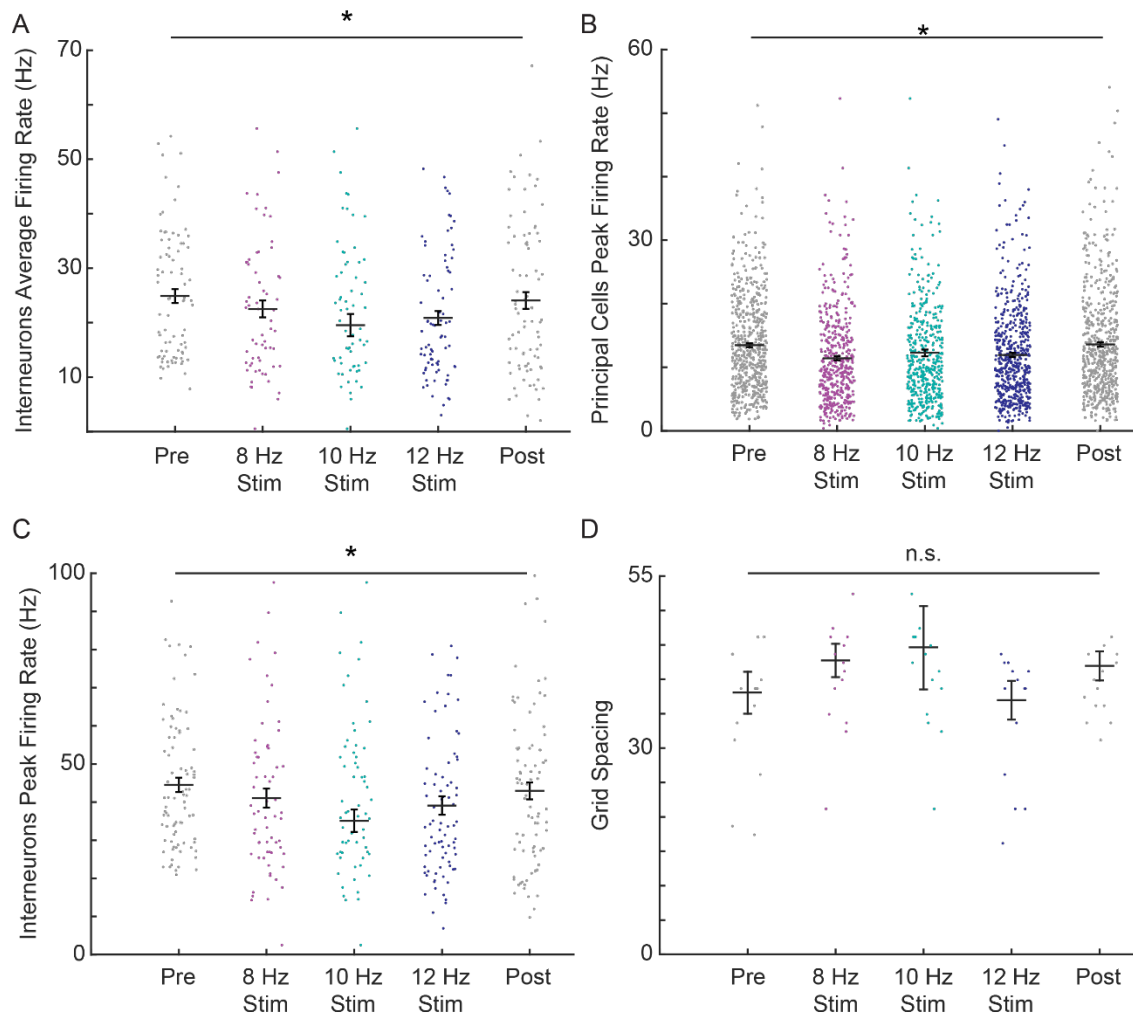 A
*
Interneurons Average Firing Rate (Hz)
70
50
30
10
Pre
8 Hz
Stim
10 Hz
Stim
12 Hz
Stim
Post
B
*
Principal Cells Peak Firing Rate (Hz)
60
30
0
Pre
8 Hz
Stim
10 Hz
Stim
12 Hz
Stim
Post
C
*
Interneurons Peak Firing Rate (Hz)
100
50
0
Pre
8 Hz
Stim
10 Hz
Stim
12 Hz
Stim
Post
D
n.s.
Grid Spacing
55
30
0
Pre
8 Hz
Stim
10 Hz
Stim
12 Hz
Stim
Post